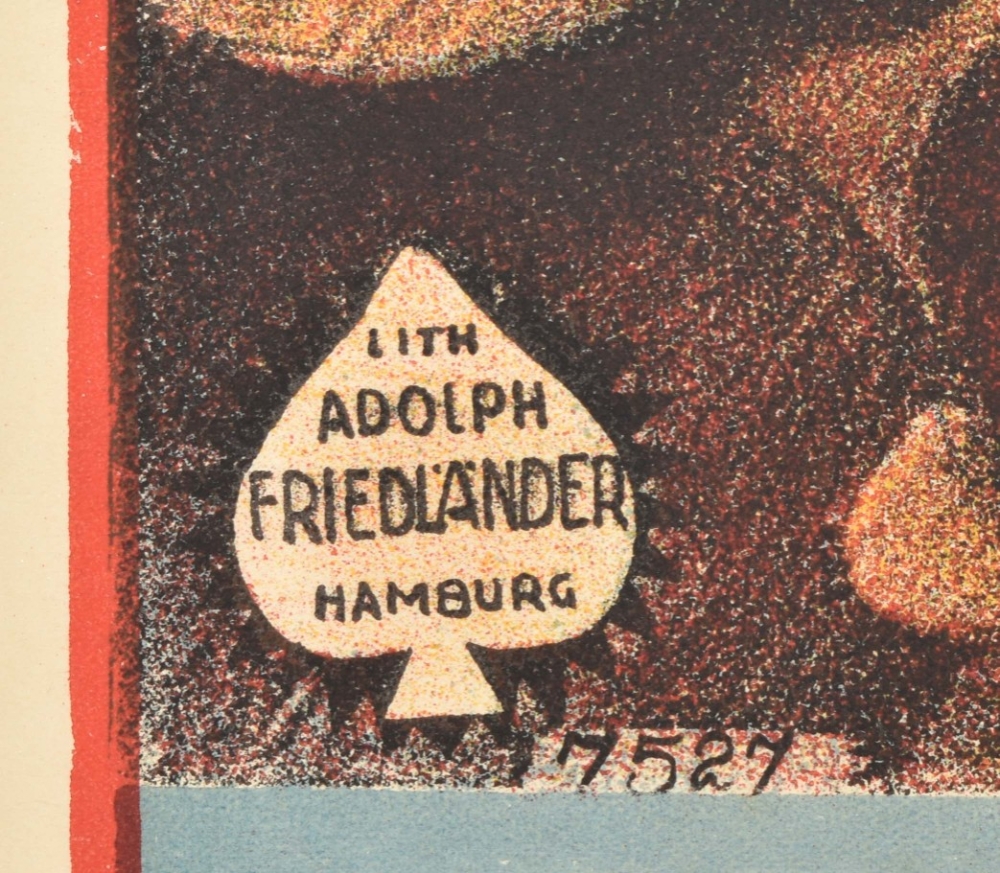 LITH
ADOLPH
FRIEDLÄNDER
HAMBURG
7527